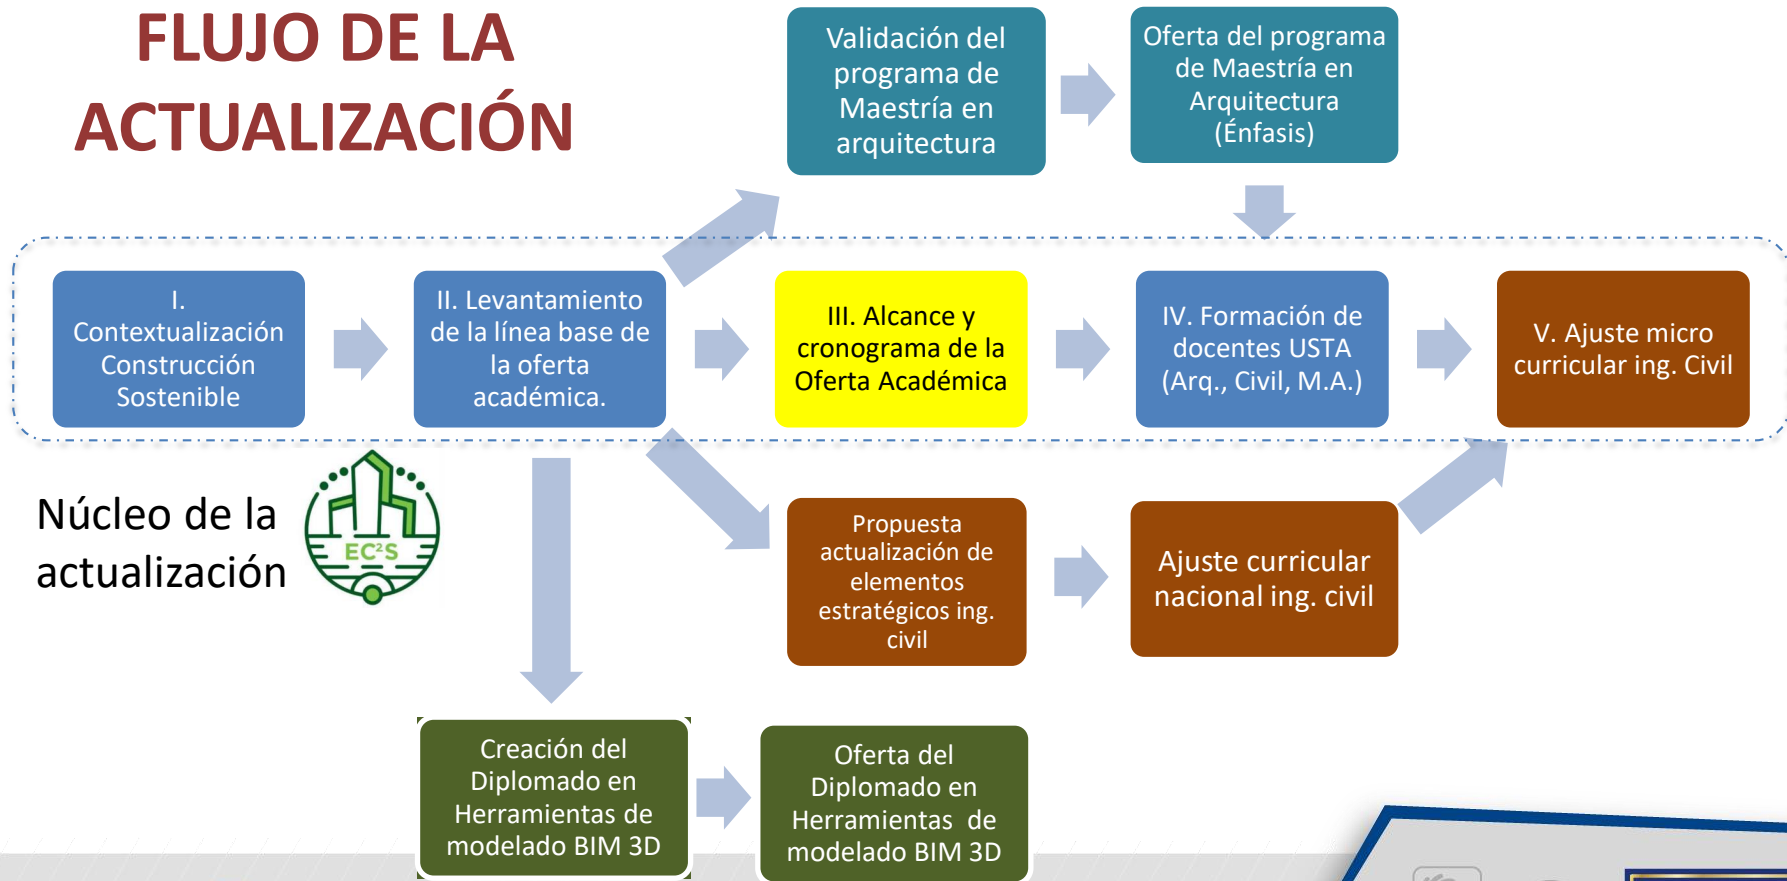 FLUJO DE LA
ACTUALIZACIÓN
Validación del
programa de
Maestría en
arquitectura
Oferta del programa
de Maestría en
Arquitectura
(Énfasis)
I.
Contextualización
Construcción
Sostenible
II. Levantamiento
de la línea base de
la oferta
académica.
III. Alcance y
cronograma de la
Oferta Académica
IV. Formación de
docentes USTA
(Arq., Civil, M.A.)
V. Ajuste micro
curricular ing. Civil
Núcleo de la
actualización
EC²S
Propuesta
actualización de
elementos
estratégicos ing.
civil
Ajuste curricular
nacional ing. civil
Creación del
Diplomado en
Herramientas de
modelado BIM 3D
Oferta del
Diplomado en
Herramientas de
modelado BIM 3D